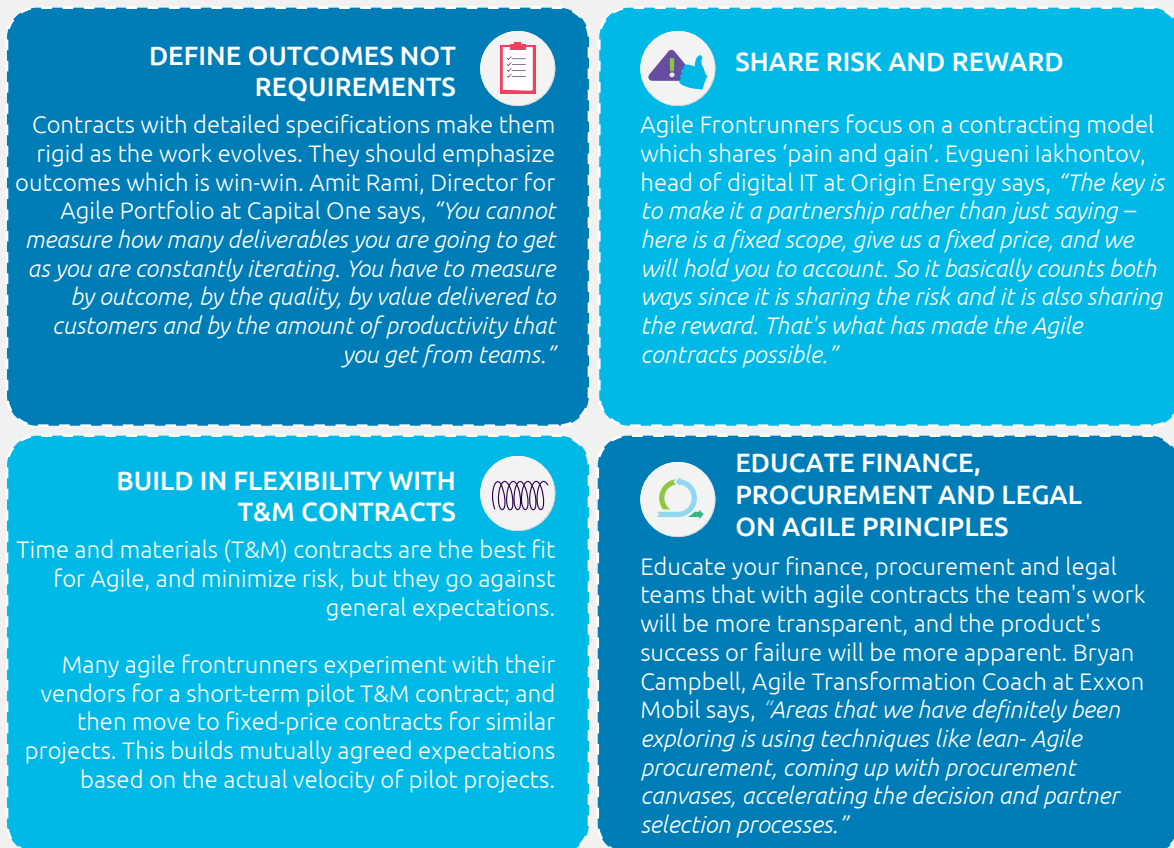 DEFINE OUTCOMES NOT
REQUIREMENTS
Contracts with detailed specifications make them
rigid as the work evolves. They should emphasize
outcomes which is win-win. Amit Rami, Director for
Agile Portfolio at Capital One says, “You cannot
measure how many deliverables you are going to get
as you are constantly iterating. You have to measure
by outcome, by the quality, by value delivered to
customers and by the amount of productivity that
you get from teams.”
SHARE RISK AND REWARD
Agile Frontrunners focus on a contracting model
which shares ‘pain and gain’. Evgueni Iakhontov,
head of digital IT at Origin Energy says, “The key is
to make it a partnership rather than just saying –
here is a fixed scope, give us a fixed price, and we
will hold you to account. So it basically counts both
ways since it is sharing the risk and it is also sharing
the reward. That's what has made the Agile
contracts possible.”
BUILD IN FLEXIBILITY WITH
T&M CONTRACTS
Time and materials (T&M) contracts are the best fit
for Agile, and minimize risk, but they go against
general expectations.
Many agile frontrunners experiment with their
vendors for a short-term pilot T&M contract; and
then move to fixed-price contracts for similar
projects. This builds mutually agreed expectations
based on the actual velocity of pilot projects.
EDUCATE FINANCE,
PROCUREMENT AND LEGAL
ON AGILE PRINCIPLES
Educate your finance, procurement and legal
teams that with agile contracts the team's work
will be more transparent, and the product's
success or failure will be more apparent. Bryan
Campbell, Agile Transformation Coach at Exxon
Mobil says, “Areas that we have definitely been
exploring is using techniques like lean- Agile
procurement, coming up with procurement
canvases, accelerating the decision and partner
selection processes.”